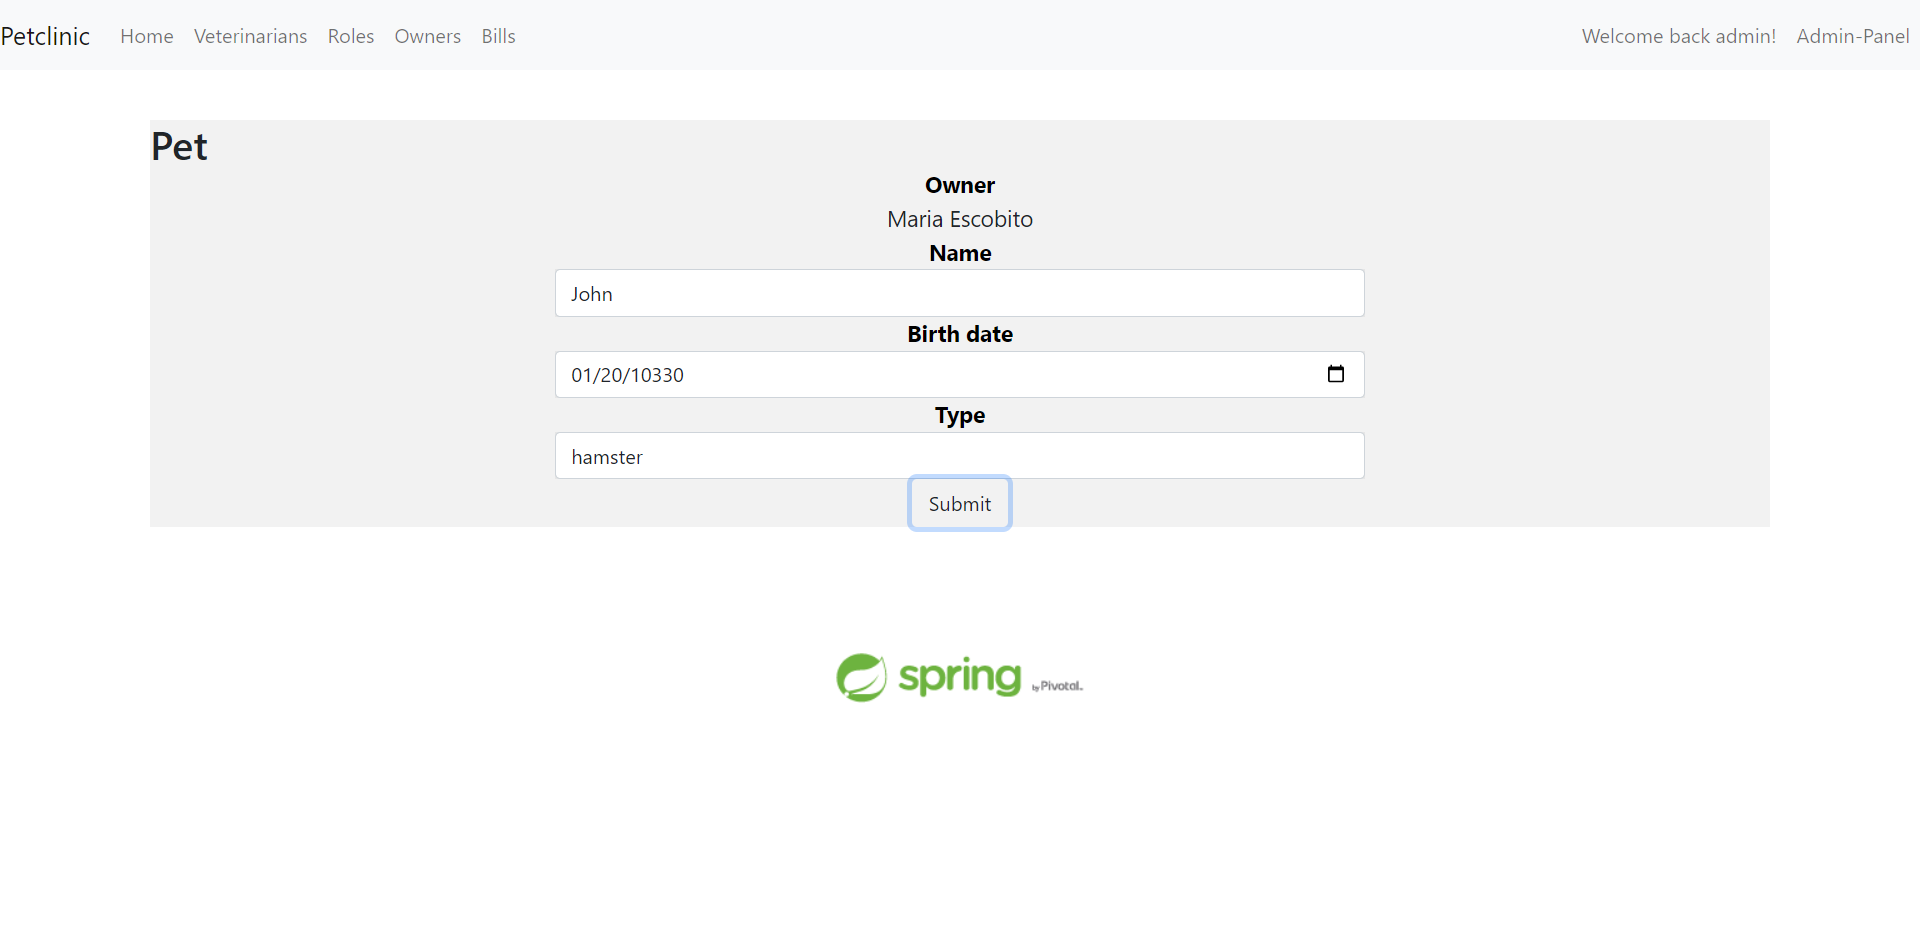 Petclinic Home Veterinarians Roles Owners Bills Welcome back admin! Admin-Panel
Pet
Owner
Maria Escobito
Name
John
Birth date
01/20/10330
Type
hamster
Submit
spring by Pivotal.